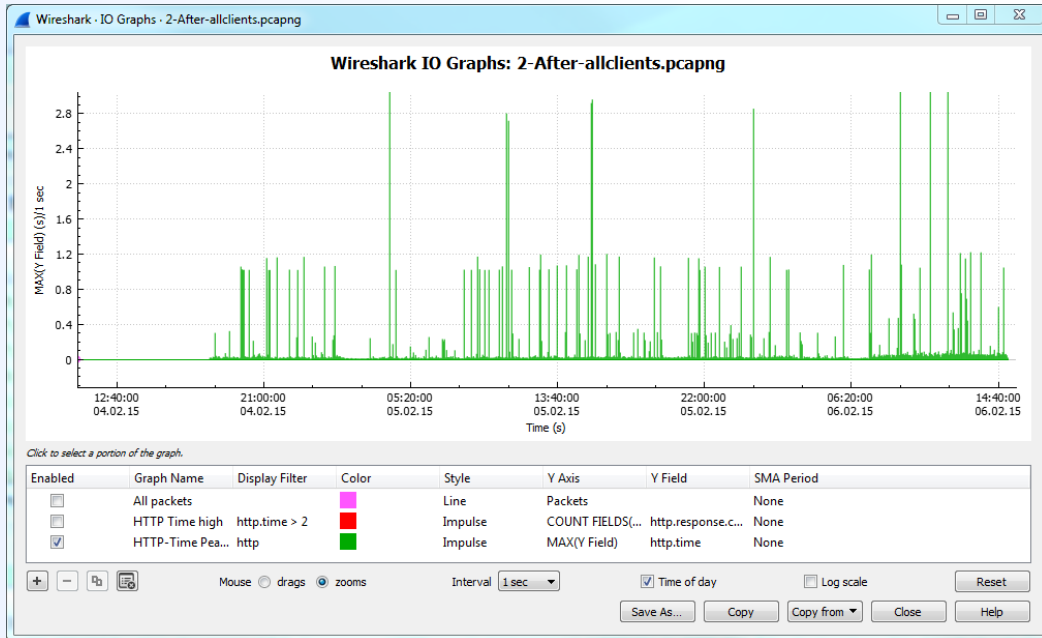 Wireshark · IO Graphs · 2-After-allclients.pcapng
Wireshark IO Graphs: 2-After-allclients.pcapng
MAX(Y Field) (s)/1 sec
2.8
2.4
2
1.6
1.2
0.8
0.4
0
12:40:00 21:00:00 05:20:00 13:40:00 22:00:00 06:20:00 14:40:00
04.02.15 04.02.15 05.02.15 05.02.15 05.02.15 06.02.15 06.02.15
Time (s)
Click to select a portion of the graph.
Enabled Graph Name Display Filter Color Style Y Axis Y Field SMA Period
All packets Line Packets None
HTTP Time high http.time > 2 Impulse COUNT FIELDS(... http.response.c... None
HTTP-Time Pea... http Impulse MAX(Y Field) http.time None
+ − Mouse drags zooms Interval 1 sec Time of day Log scale Reset
Save As... Copy Copy from Close Help